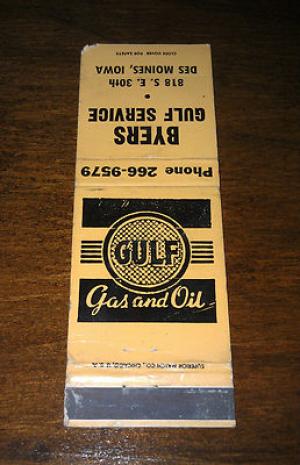 CLOSE COVER FOR SAFETY
DES MOINES, IOWA
818 S. E. 30th
GULF SERVICE
BYERS
Phone 266-9579
GULF
Gas and Oil
SUPERIOR MATCH CO., CHICAGO, U.S.A.